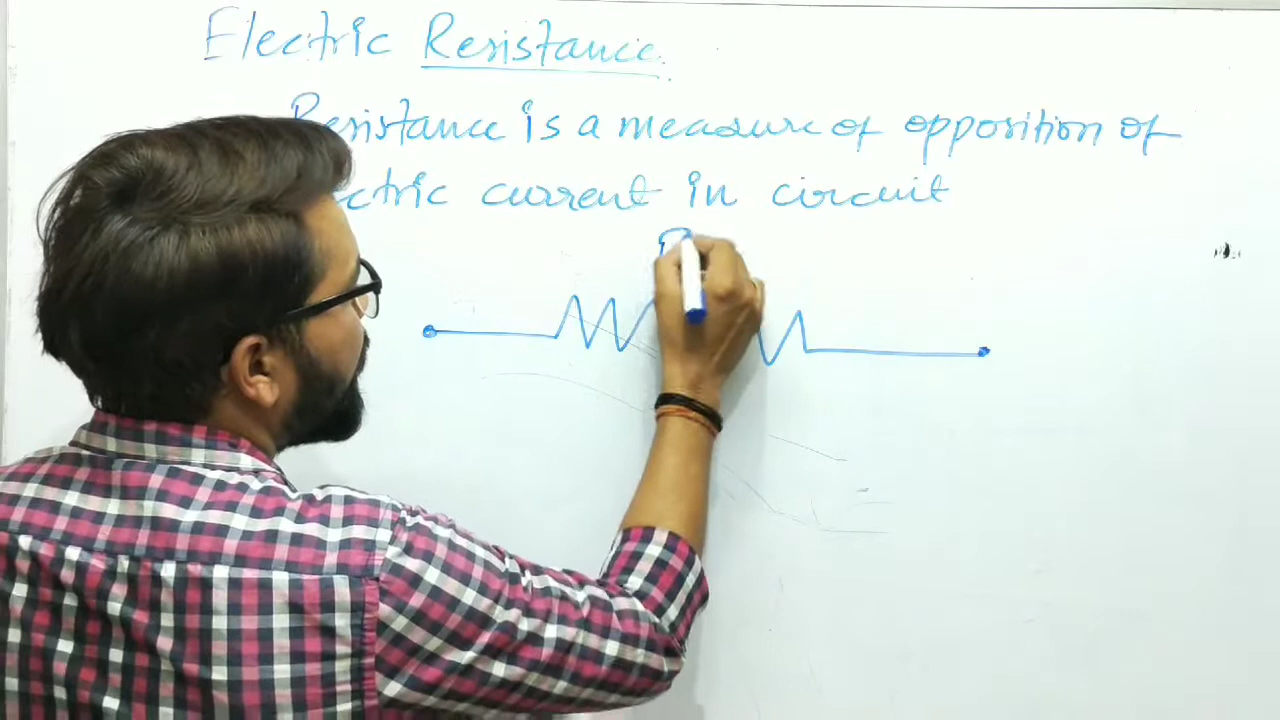 Electric Resistance
Resistance is a measure of opposition of
ctric current in circuit
R